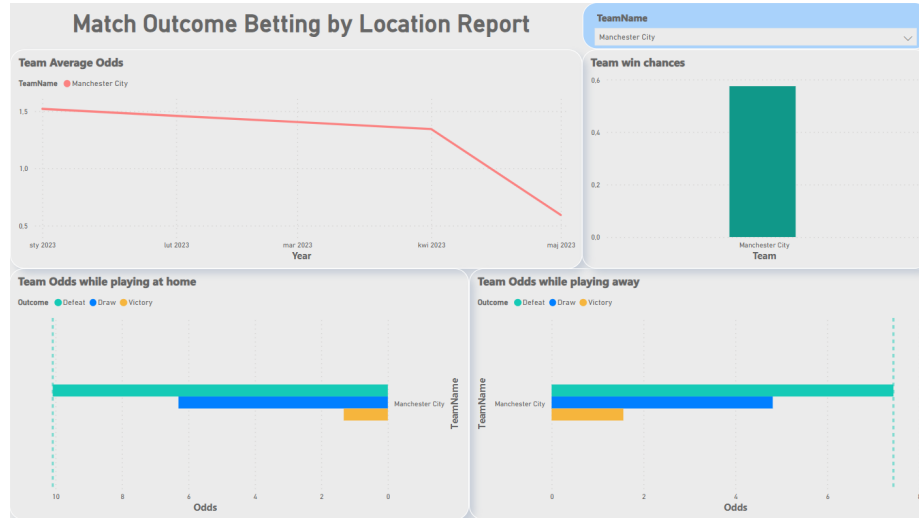 Match Outcome Betting by Location Report
TeamName
Manchester City
Team Average Odds
TeamName Manchester City
1.5
1.0
0.5
sty 2023 lut 2023 mar 2023 kwi 2023 maj 2023
Year
Team win chances
0.6
0.4
0.2
0.0
Manchester City
Team
Team Odds while playing at home
Outcome Defeat Draw Victory
Manchester City
TeamName
10 8 6 4 2 0
Odds
Team Odds while playing away
Outcome Defeat Draw Victory
TeamName
Manchester City
0 2 4 6 8
Odds